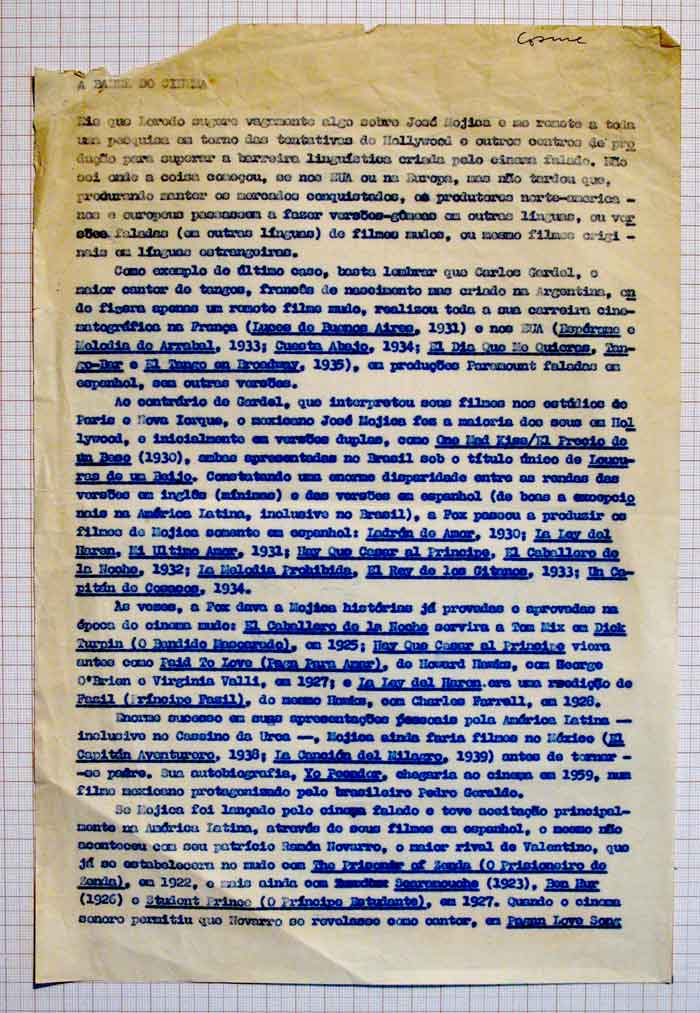 Cosme
A BABEL DO CINEMA
Eis que Loredo sugere vagamente algo sobre José Mojica e me remete a toda
uma pesquisa em torno das tentativas de Hollywood e outros centros de pro
dução para superar a barreira linguística criada pelo cinema falado. Não
sei onde a coisa começou, se nos EUA ou na Europa, mas não tardou que,
procurando manter os mercados conquistados, os produtores norte-america -
nos e europeus passassem a fazer versões-gêmeas em outras línguas, ou ver
sões faladas (em outras línguas) de filmes mudos, ou mesmo filmes origi -
nais em línguas estrangeiras.
Como exemplo do último caso, basta lembrar que Carlos Gardel, o
maior cantor de tangos, francês de nascimento mas criado na Argentina, on
de figura apenas um remoto filme mudo, realizou toda a sua carreira cine-
matográfica na França (Luces de Buenos Aires, 1931) e nos EUA (Espérame e
Melodia de Arrabal, 1933; Cuesta Abajo, 1934; El Dia Que Me Quieras, Tan-
go-Bar e El Tango en Broadway, 1935), em produções Paramount faladas em
espanhol, sem outras versões.
Ao contrário de Gardel, que interpretou seus filmes nos estúdios de
Paris e Nova Iorque, o mexicano José Mojica fez a maioria dos seus em Hol
lywood, e inicialmente em versões duplas, como One Mad Kiss/El Precio de
un Beso (1930), ambas apresentadas no Brasil sob o título único de Loucu-
ras de um Beijo. Constatando uma enorme disparidade entre as rendas das
versões em inglês (mínimas) e das versões em espanhol (de boas a excepcio
nais na América Latina, inclusive no Brasil), a Fox passou a produzir os
filmes de Mojica somente em espanhol: Ladrón de Amor, 1930; La Ley del
Haren, Mi Ultimo Amor, 1931; Hay Que Casar al Principe, El Caballero de
la Noche, 1932; La Melodia Prohibida, El Rey de los Gitanos, 1933; Un Ca-
pitán de Cosacos, 1934.
Às vezes, a Fox dava a Mojica histórias já provadas e aprovadas na
época do cinema mudo: El Caballero de la Noche servira a Tom Mix em Dick
Turpin (O Bandido Mascarado), em 1925; Hay Que Casar al Principe viera
antes como Paid To Love (Paga Para Amar), de Howard Hawks, com George
O'Brien e Virginia Valli, em 1927; e La Ley del Haren era uma reedição de
Fazil (Príncipe Fazil), do mesmo Hawks, com Charles Farrell, em 1928.
Enorme sucesso em suas apresentações pessoais pela América Latina —
inclusive no Cassino da Urca —, Mojica ainda faria filmes no México (El
Capitán Aventurero, 1938; La Canción del Milagro, 1939) antes de tornar -
-se padre. Sua autobiografia, Yo Pecador, chegaria ao cinema em 1959, num
filme mexicano protagonizado pelo brasileiro Pedro Geraldo.
Se Mojica foi lançado pelo cinema falado e teve aceitação principal-
mente na América Latina, através de seus filmes em espanhol, o mesmo não
aconteceu com seu patrício Ramón Novarro, o maior rival de Valentino, que
já se estabelecera no mudo com The Prisoner of Zenda (O Prisioneiro de
Zenda), em 1922, e mais ainda com Scaramouche (1923), Ben Hur
(1926) e Student Prince (O Príncipe Estudante), em 1927. Quando o cinema
sonoro permitiu que Novarro se revelasse como cantor, em Pagan Love Song